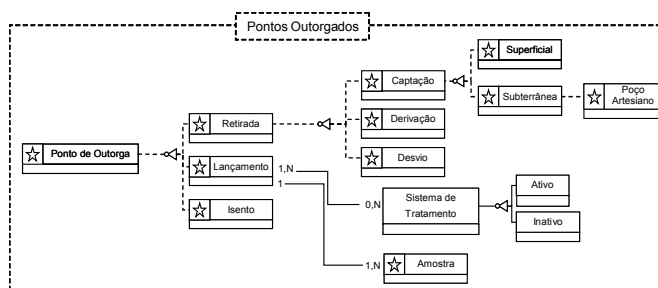 Pontos Outorgados
Superficial
Captação
Subterrânea
Poço
Artesiano
Retirada
Derivação
Ponto de Outorga
Lançamento
1,N
Desvio
1
Isento
0,N
Sistema de
Tratamento
Ativo
Inativo
1,N
Amostra